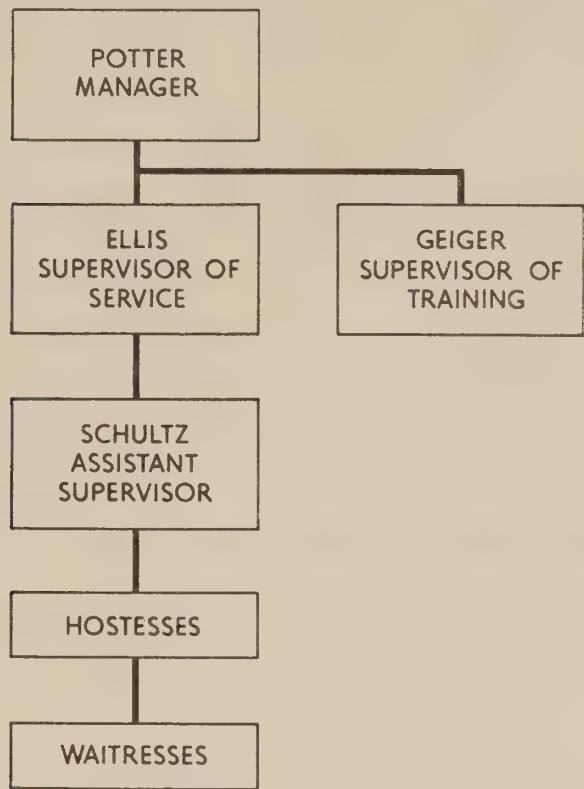 POTTER
MANAGER
ELLIS
SUPERVISOR OF
SERVICE
GEIGER
SUPERVISOR OF
TRAINING
SCHULTZ
ASSISTANT
SUPERVISOR
HOSTESSES
WAITRESSES